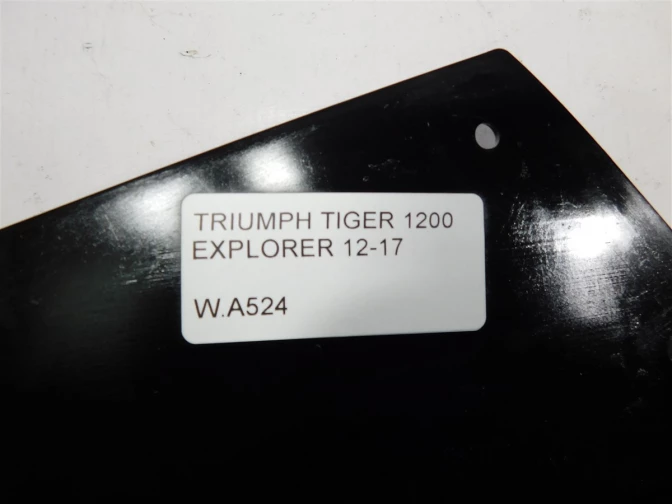 TRIUMPH TIGER 1200
EXPLORER 12-17
W.A524